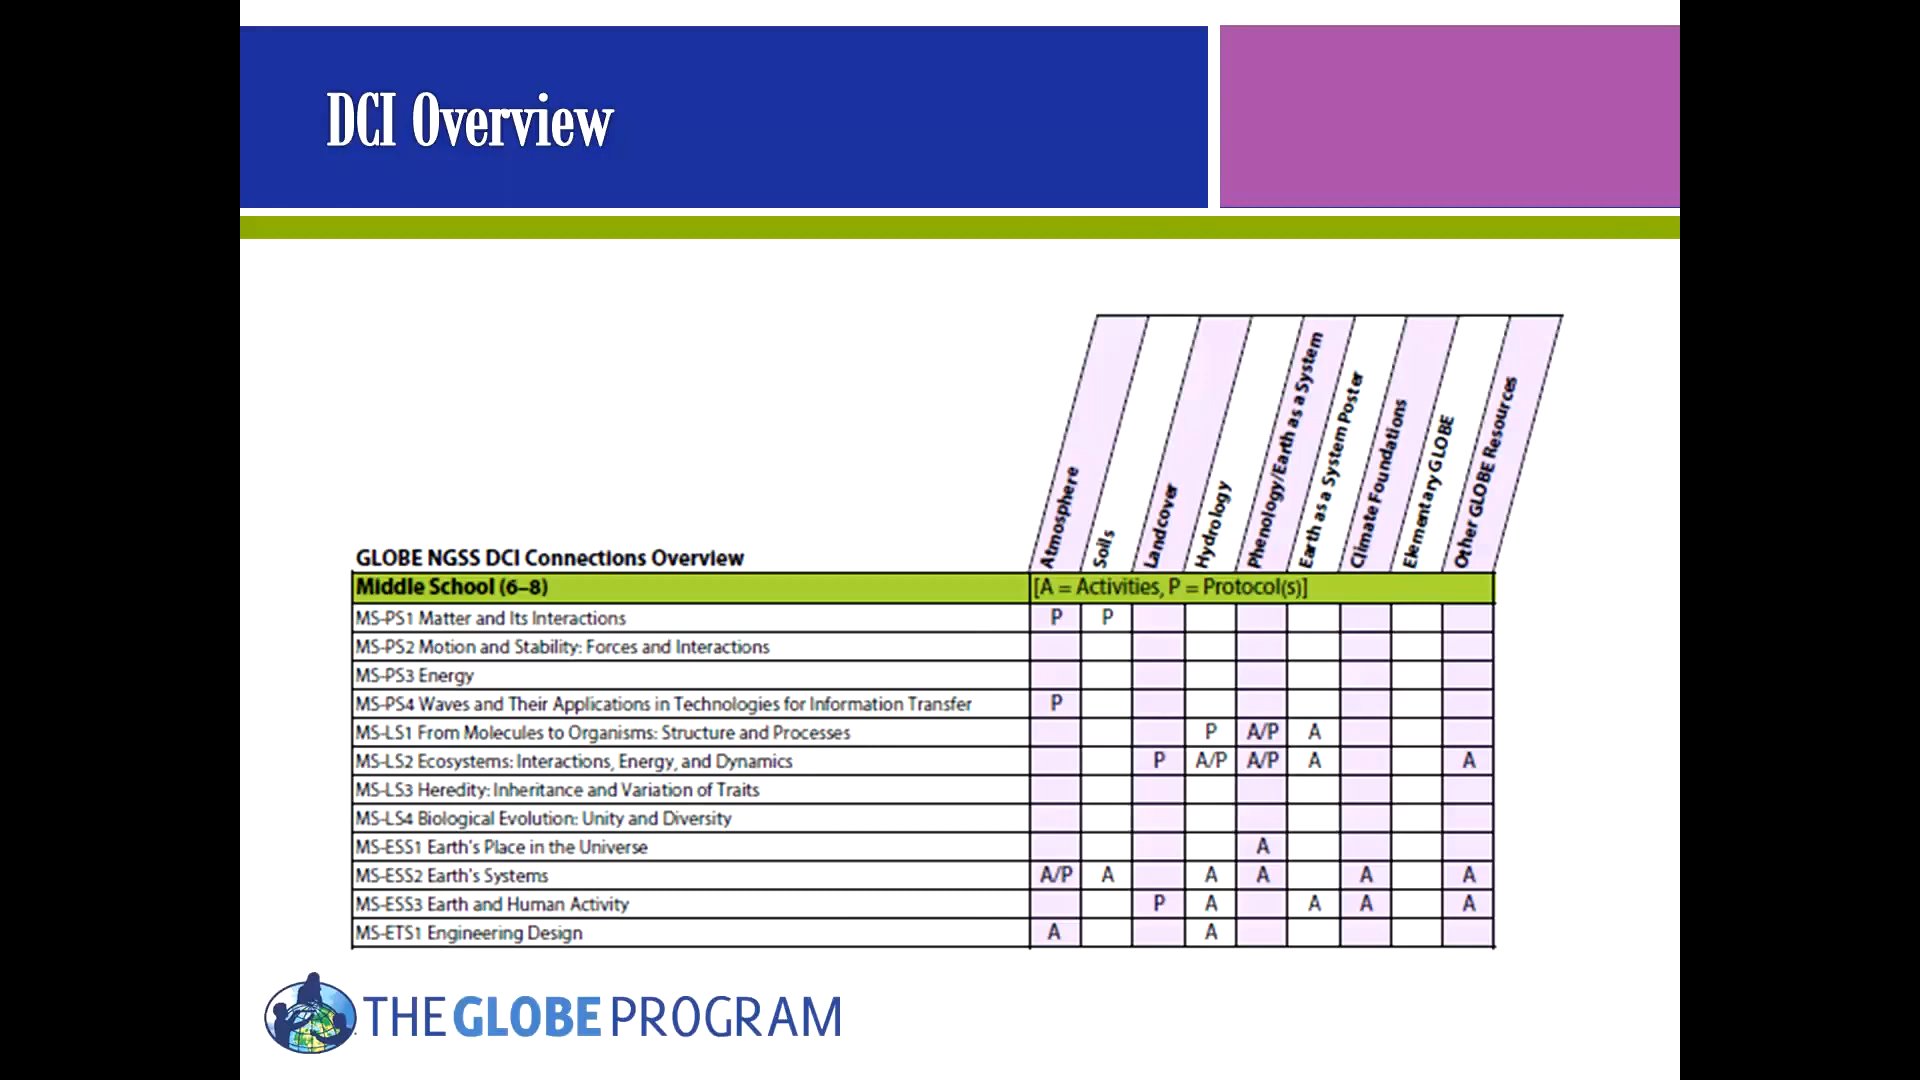 DCI Overview
Atmosphere
Soils
Landcover
Hydrology
Phenology/Earth as a System
Earth as a System Poster
Climate Foundations
Elementary GLOBE
Other GLOBE Resources
GLOBE NGSS DCI Connections Overview
Middle School (6–8) [A = Activities, P = Protocol(s)]
MS-PS1 Matter and Its Interactions P P
MS-PS2 Motion and Stability: Forces and Interactions
MS-PS3 Energy
MS-PS4 Waves and Their Applications in Technologies for Information Transfer P
MS-LS1 From Molecules to Organisms: Structure and Processes P A/P A
MS-LS2 Ecosystems: Interactions, Energy, and Dynamics P A/P A/P A A
MS-LS3 Heredity: Inheritance and Variation of Traits
MS-LS4 Biological Evolution: Unity and Diversity
MS-ESS1 Earth's Place in the Universe A
MS-ESS2 Earth's Systems A/P A A A A A
MS-ESS3 Earth and Human Activity P A A A A
MS-ETS1 Engineering Design A A
THE GLOBE PROGRAM